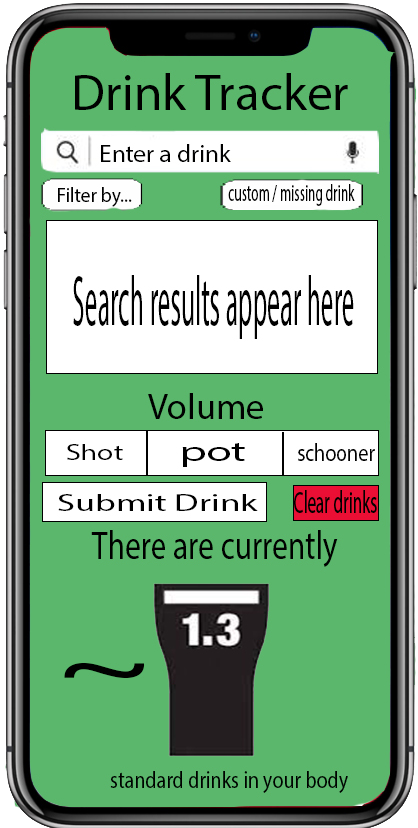 Drink Tracker
Enter a drink
Filter by...
custom / missing drink
Search results appear here
Volume
Shot
pot
schooner
Submit Drink
Clear drinks
There are currently
~
1.3
standard drinks in your body